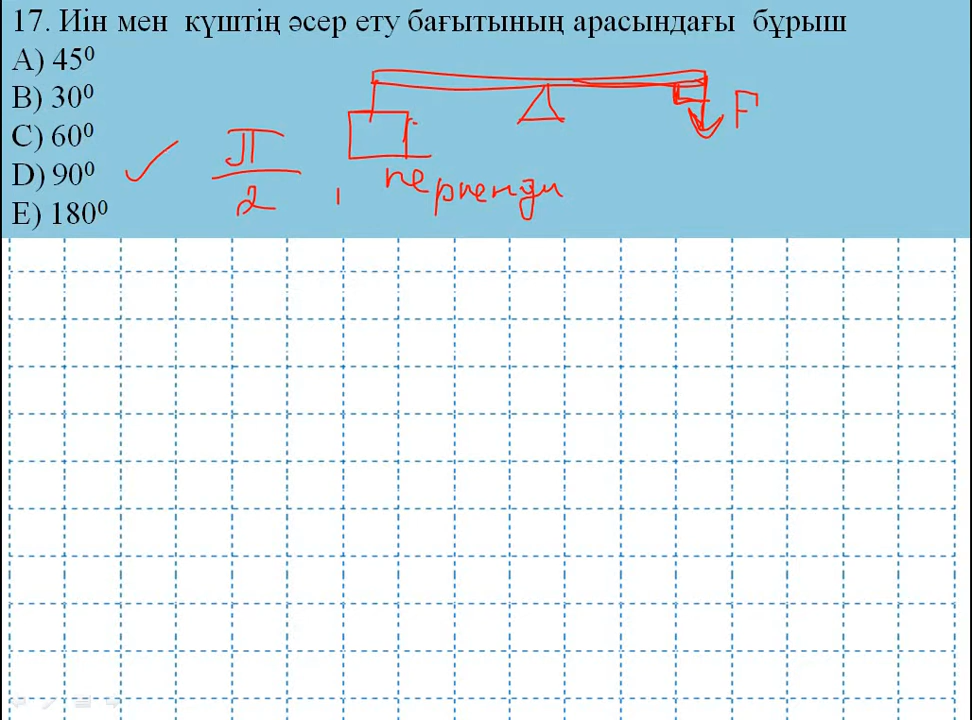 17. Иін мен күштің әсер ету бағытының арасындағы бұрыш
A) 45⁰
B) 30⁰
C) 60⁰
D) 90⁰
E) 180⁰
F
π
2 , перпенди